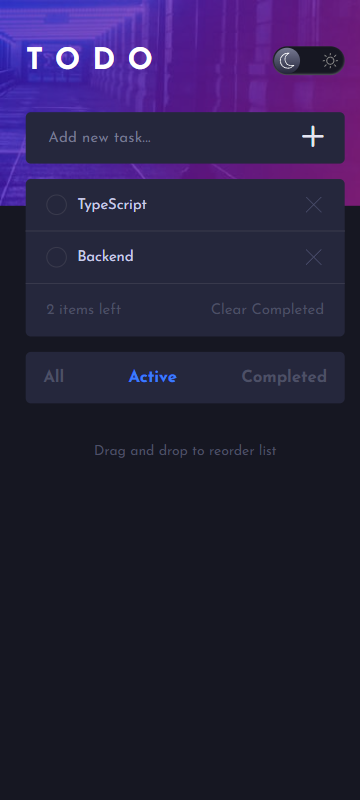 TODO
Add new task...
TypeScript
Backend
2 items left Clear Completed
All Active Completed
Drag and drop to reorder list